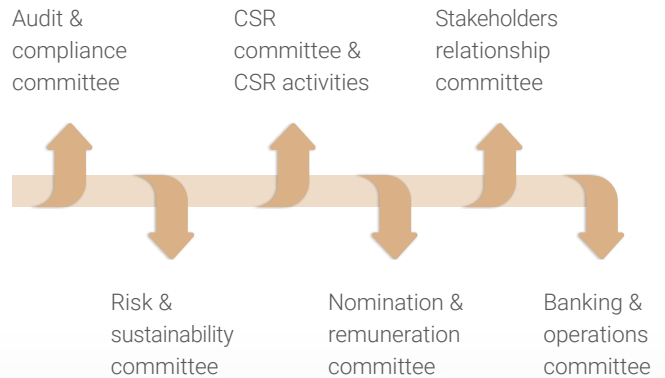 Audit &
compliance
committee
CSR
committee &
CSR activities
Stakeholders
relationship
committee
Risk &
sustainability
committee
Nomination &
remuneration
committee
Banking &
operations
committee